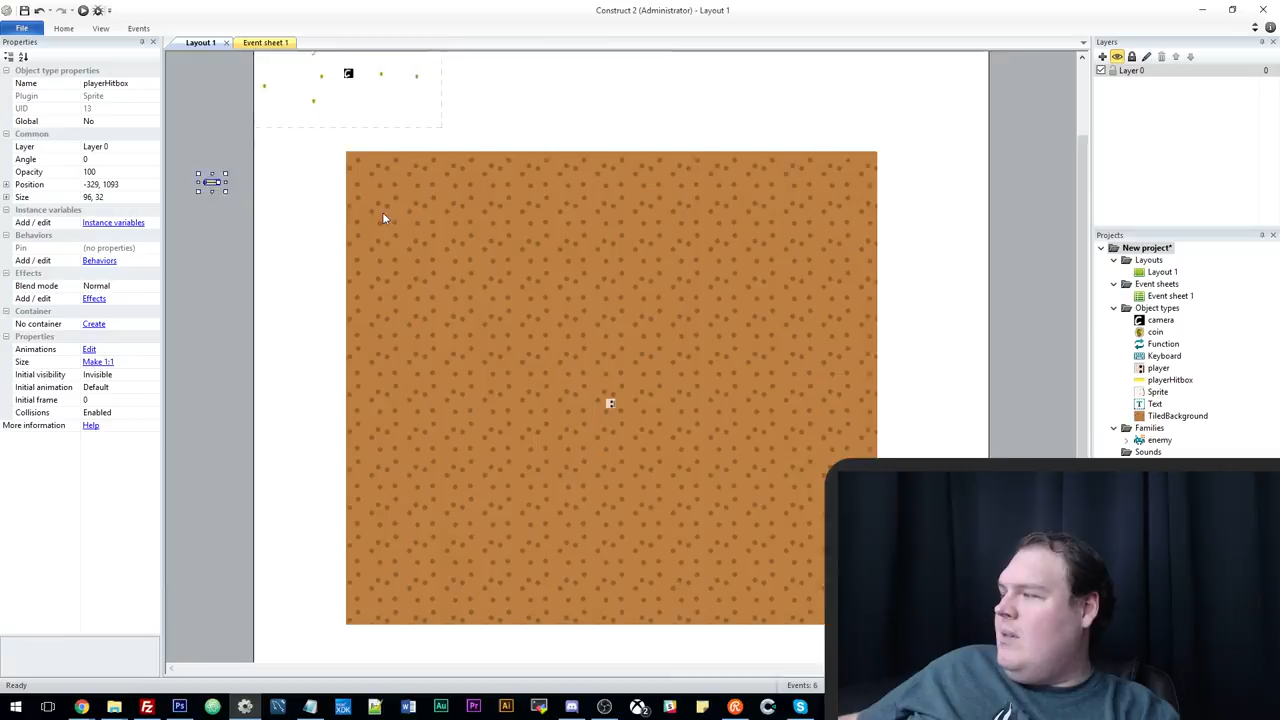 Construct 2 (Administrator) - Layout 1
File
Home
View
Events
Properties
Layout 1
Event sheet 1
Object type properties
Name playerHitbox
Plugin Sprite
UID 13
Global No
Common
Layer Layer 0
Angle 0
Opacity 100
Position -329, 1093
Size 96, 32
Instance variables
Add / edit Instance variables
Behaviors
Pin (no properties)
Add / edit Behaviors
Effects
Blend mode Normal
Add / edit Effects
Container
No container Create
Properties
Animations Edit
Size Make 1:1
Initial visibility Invisible
Initial animation Default
Initial frame 0
Collisions Enabled
More information Help
Layers
Layer 0 0
Projects
New project*
Layouts
Layout 1
Event sheets
Event sheet 1
Object types
camera
coin
Function
Keyboard
player
playerHitbox
Sprite
Text
TiledBackground
Families
enemy
Sounds
Ready
Events: 6